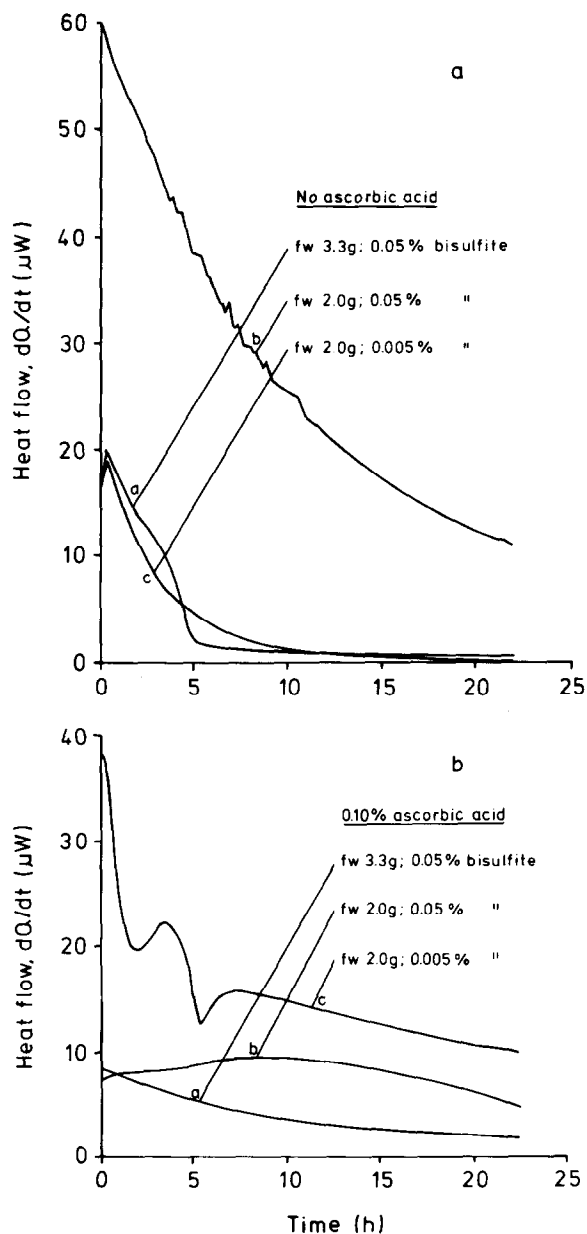 a
60
50
40
30
20
10
0
Heat flow, dQ/dt (μW)
No ascorbic acid
fw 3.3g; 0.05% bisulfite
fw 2.0g; 0.05% "
fw 2.0g; 0.005% "
b
a
c
0 5 10 15 20 25
b
40
30
20
10
0
Heat flow, dQ/dt (μW)
0.10% ascorbic acid
fw 3.3g; 0.05% bisulfite
fw 2.0g; 0.05% "
fw 2.0g; 0.005% "
c
b
a
0 5 10 15 20 25
Time (h)